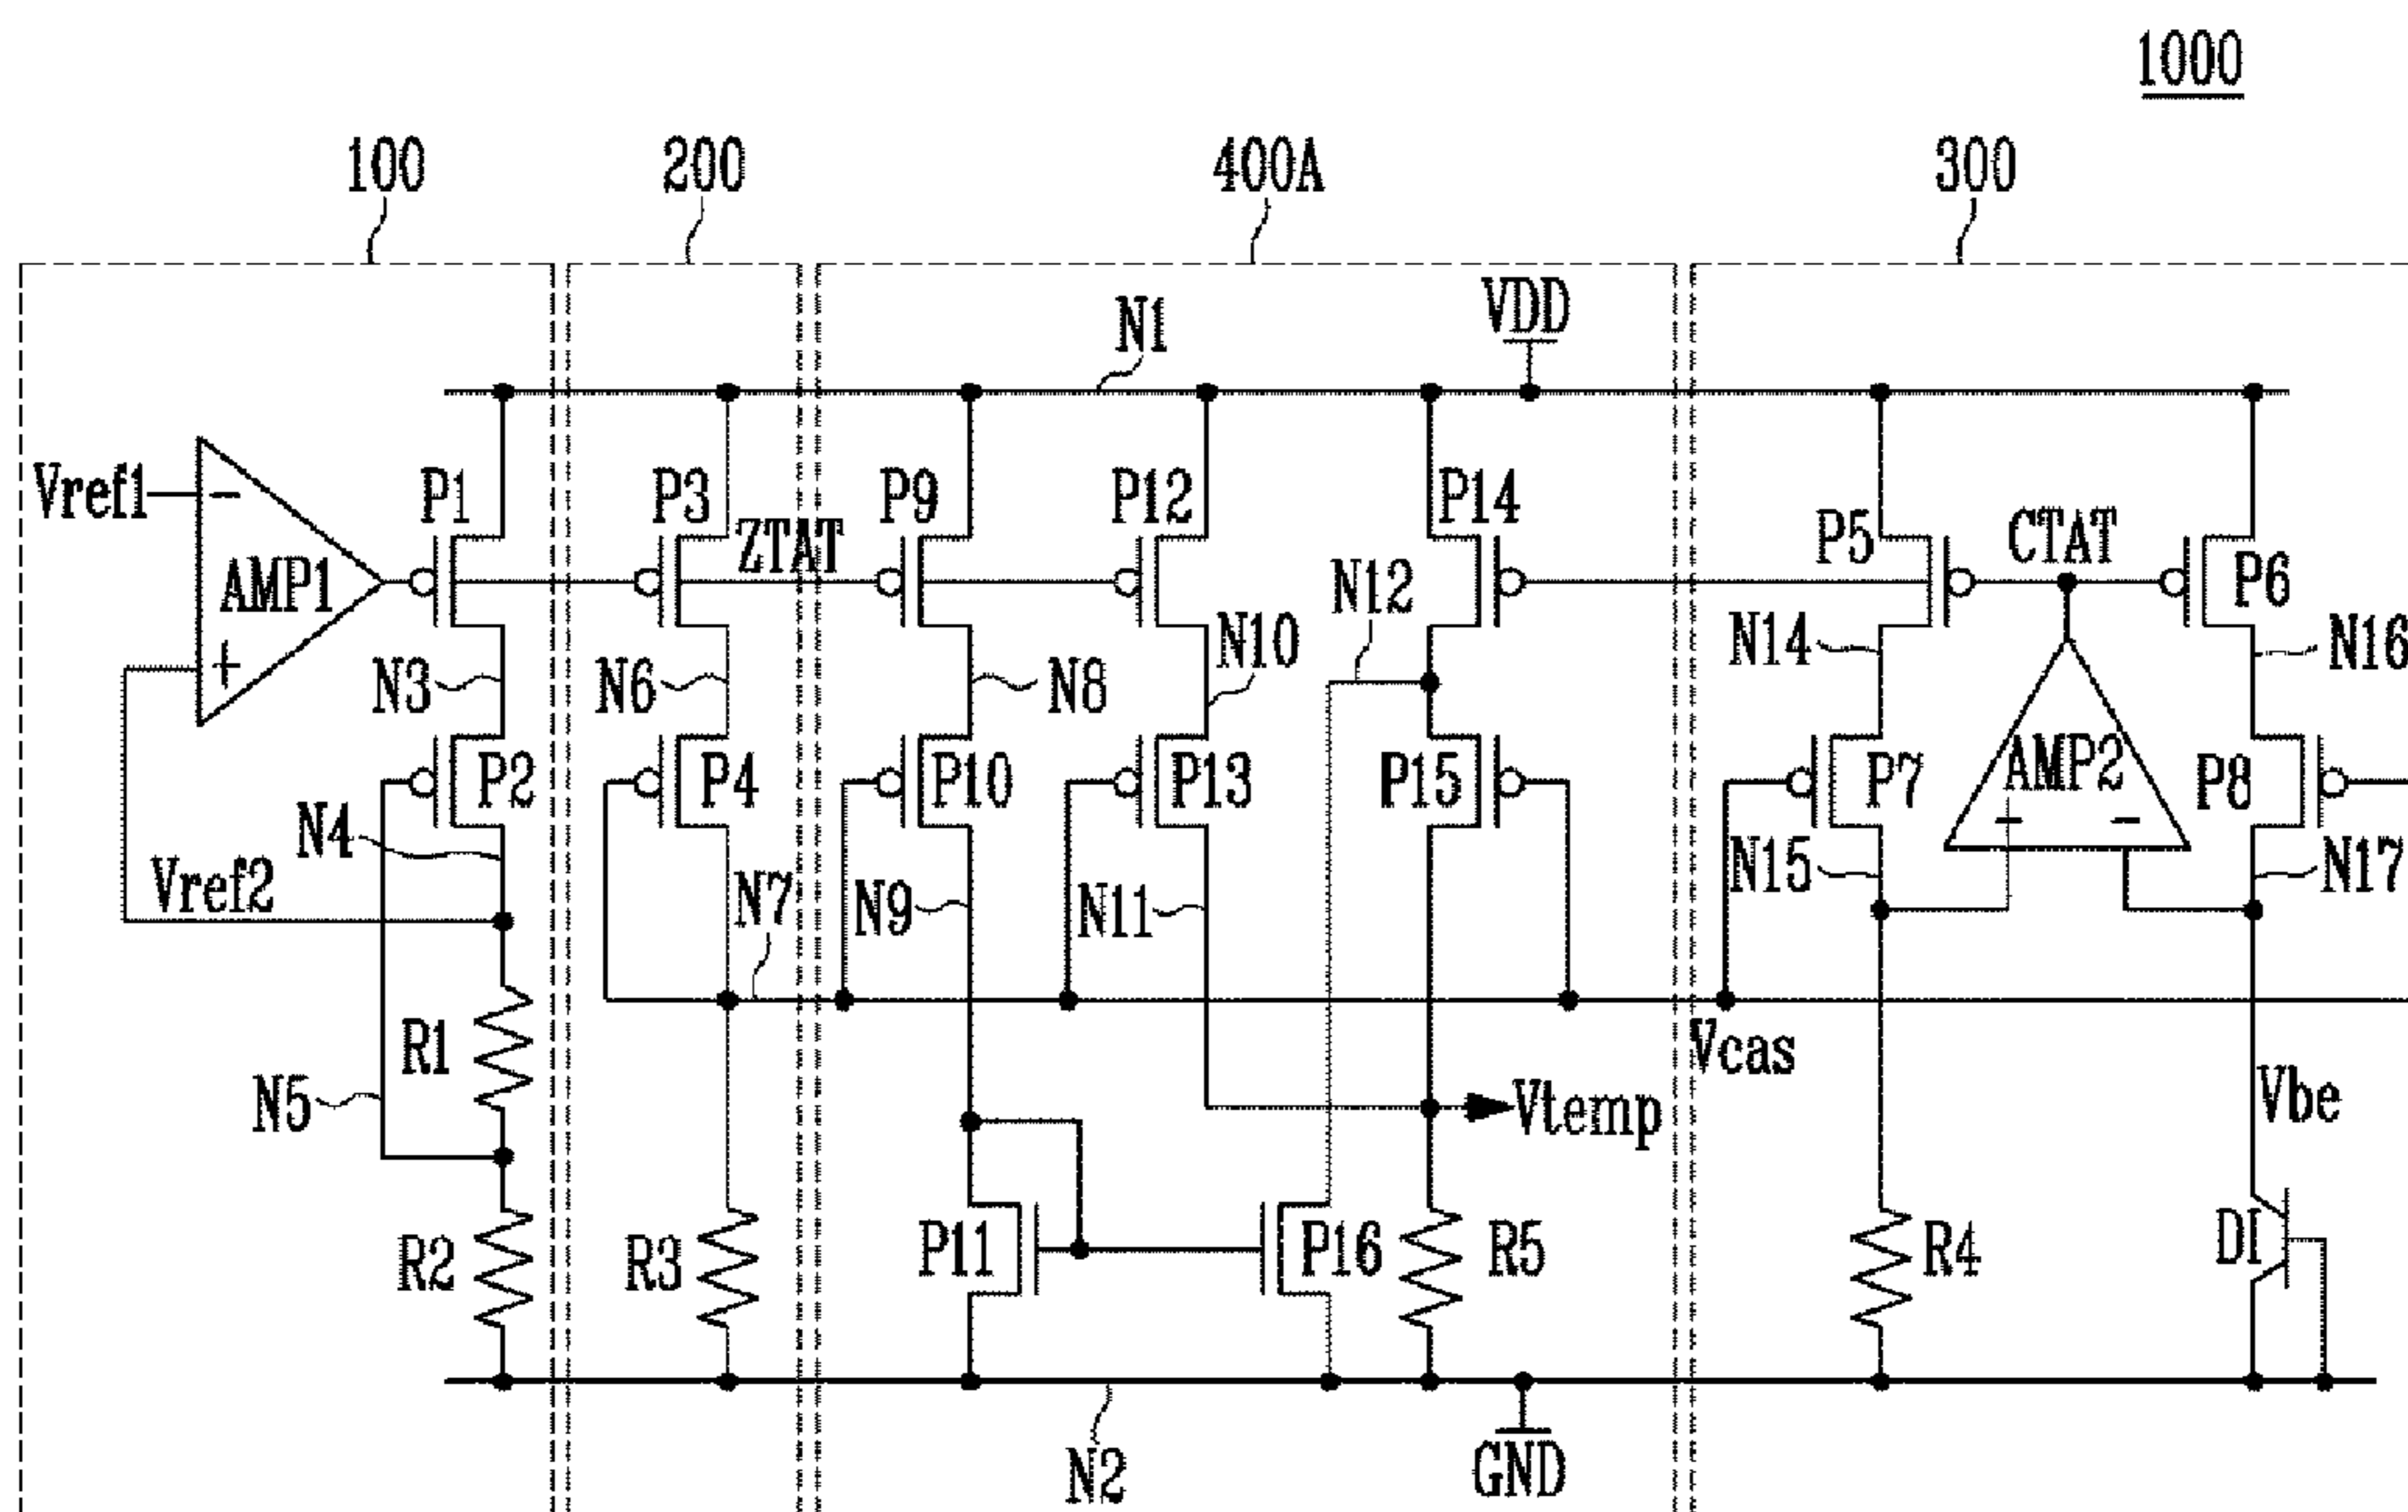 1000
100
200
400A
300
N1
VDD
Vref1
−
AMP1
+
P1
P3
ZTAT
P9
P12
P14
P5
CTAT
P6
N12
N3
N6
N8
N10
N14
N16
P2
P4
P10
P13
P15
P7
AMP2
−
−
P8
N4
Vref2
N7
N9
N11
N15
N17
R1
N5
Vcas
Vtemp
Vbe
R2
R3
P11
P16
R5
R4
DI
N2
GND